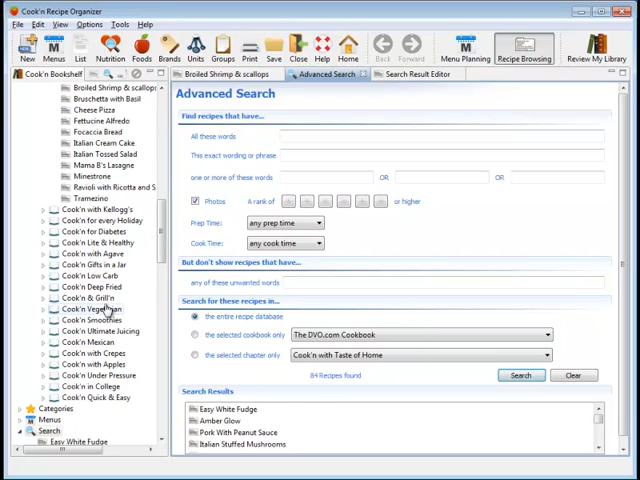 Cook'n Recipe Organizer
File Edit View Options Tools Help
New Menus List Nutrition Foods Brands Units Groups Print Save Close Help Home Back Forward Menu Planning Recipe Browsing Review My Library
Cook'n Bookshelf
Broiled Shrimp & scallops
Advanced Search
Search Result Editor
Broiled Shrimp & scallops
Bruschetta with Basil
Cheese Pizza
Fettucine Alfredo
Focaccia Bread
Italian Cream Cake
Italian Tossed Salad
Mama B's Lasagne
Minestrone
Ravioli with Ricotta and S
Tramezino
Cook'n with Kellogg's
Cook'n for every Holiday
Cook'n for Diabetes
Cook'n Lite & Healthy
Cook'n with Agave
Cook'n Gifts in a Jar
Cook'n Low Carb
Cook'n Deep Fried
Cook'n & Grill'n
Cook'n Vegetarian
Cook'n Smoothies
Cook'n Ultimate Juicing
Cook'n Mexican
Cook'n with Crepes
Cook'n with Apples
Cook'n Under Pressure
Cook'n in College
Cook'n Quick & Easy
Categories
Menus
Search
Easy White Fudge
Advanced Search
Find recipes that have...
All these words
This exact wording or phrase
one or more of these words OR OR
Photos A rank of or higher
Prep Time: any prep time
Cook Time: any cook time
But don't show recipes that have...
any of these unwanted words
Search for these recipes in...
the entire recipe database
the selected cookbook only The DVO.com Cookbook
the selected chapter only Cook'n with Taste of Home
84 Recipes found Search Clear
Search Results
Easy White Fudge
Amber Glow
Pork With Peanut Sauce
Italian Stuffed Mushrooms